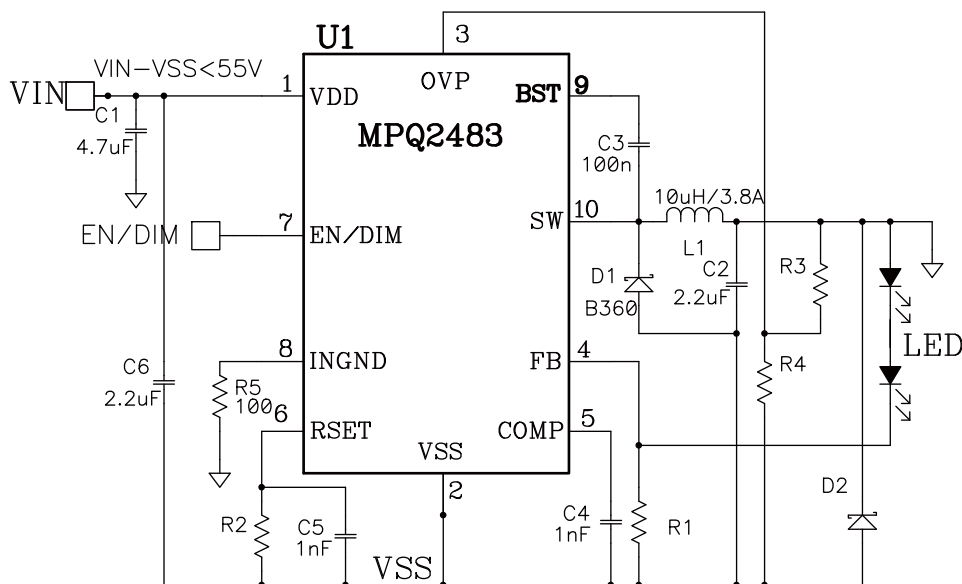 U1
3
VIN-VSS<55V
VIN
1
VDD
OVP
BST
9
C1
4.7uF
MPQ2483
C3
100n
10uH/3.8A
EN/DIM
7
EN/DIM
SW
10
L1
D1
B360
C2
2.2uF
R3
8
INGND
FB
4
LED
C6
2.2uF
R5
100
R4
6
RSET
COMP
5
VSS
2
D2
R2
C5
1nF
C4
1nF
R1
VSS